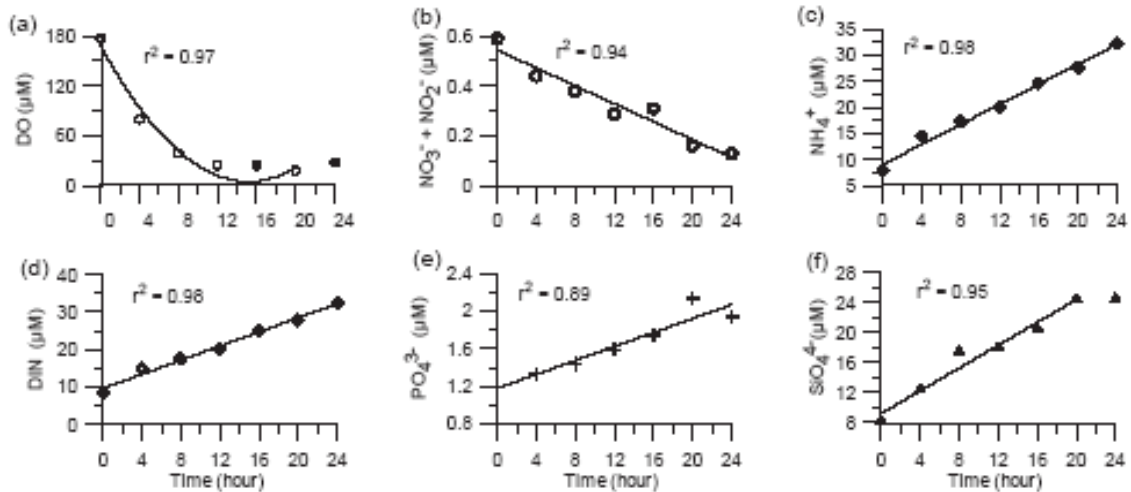 (a)
180
120
60
0
DO (µM)
r² = 0.97
0 4 8 12 16 20 24
(b)
0.6
0.4
0.2
0
NO₃⁻ + NO₂⁻ (µM)
r² = 0.94
0 4 8 12 16 20 24
(c)
35
30
25
20
15
10
5
NH₄⁺ (µM)
r² = 0.98
0 4 8 12 16 20 24
(d)
40
30
20
10
0
DIN (µM)
r² = 0.98
0 4 8 12 16 20 24
Time (hour)
(e)
2.4
2
1.6
1.2
0.8
PO₄³⁻ (µM)
r² = 0.89
0 4 8 12 16 20 24
Time (hour)
(f)
28
24
20
16
12
8
SiO₄⁴⁻(µM)
r² = 0.95
0 4 8 12 16 20 24
Time (hour)